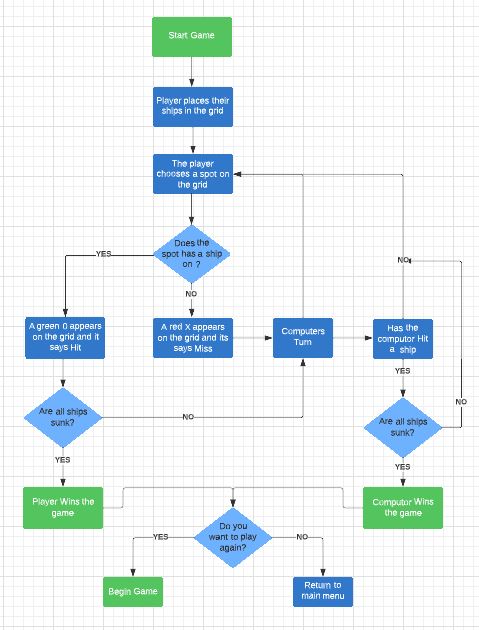 Start Game
Player places their
ships in the grid
The player
chooses a spot on
the grid
Does the
spot has a ship
on ?
YES
NO
NO
A green 0 appears
on the grid and it
says Hit
A red X appears
on the grid and its
says Miss
Computers
Turn
Has the
computor Hit
a ship
YES
NO
Are all ships
sunk?
NO
Are all ships
sunk?
YES
YES
Player Wins the
game
Computor Wins
the game
Do you
want to play
again?
YES
NO
Begin Game
Return to
main menu